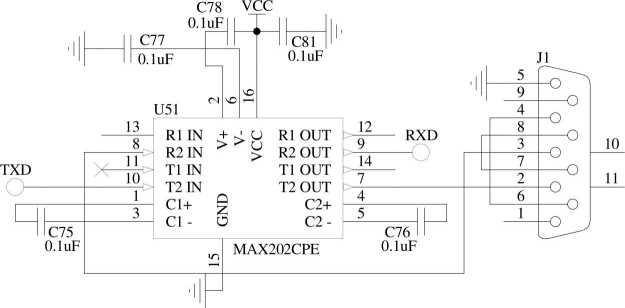 C78
VCC
0.1uF
C77
C81
0.1uF
0.1uF
J1
2
6
16
5
U51
9
4
13
R1 IN
V+
V-
VCC
R1 OUT
12
RXD
8
8
R2 IN
R2 OUT
9
3
10
TXD
11
T1 IN
T1 OUT
14
7
10
T2 IN
T2 OUT
7
2
11
1
C1+
GND
C2+
4
6
3
C1 -
C2 -
5
1
C75
C76
0.1uF
0.1uF
15
MAX202CPE